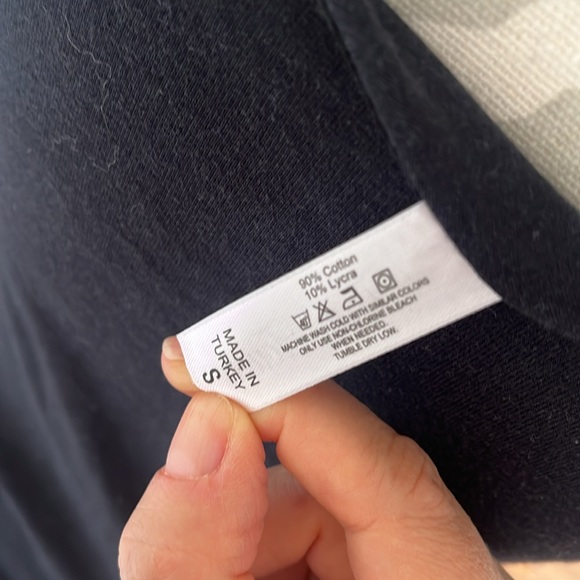 90% Cotton
10% Lycra
MACHINE WASH COLD WITH SIMILAR COLORS
ONLY USE NON-CHLORINE BLEACH
WHEN NEEDED.
TUMBLE DRY LOW.
MADE IN
TURKEY
S